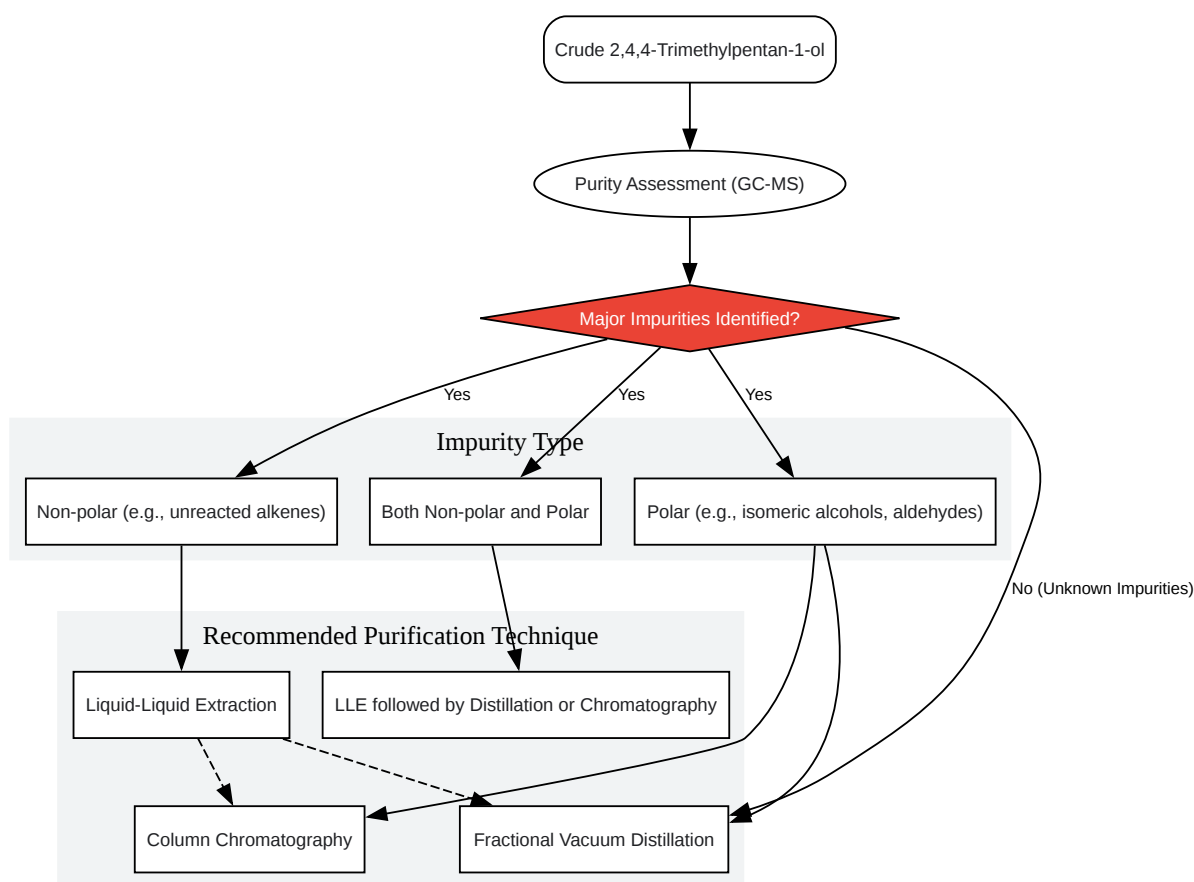 Crude 2,4,4-Trimethylpentan-1-ol
Purity Assessment (GC-MS)
Major Impurities Identified?
Yes
Yes
Yes
Impurity Type
Non-polar (e.g., unreacted alkenes)
Both Non-polar and Polar
Polar (e.g., isomeric alcohols, aldehydes)
No (Unknown Impurities)
Recommended Purification Technique
Liquid-Liquid Extraction
LLE followed by Distillation or Chromatography
Column Chromatography
Fractional Vacuum Distillation